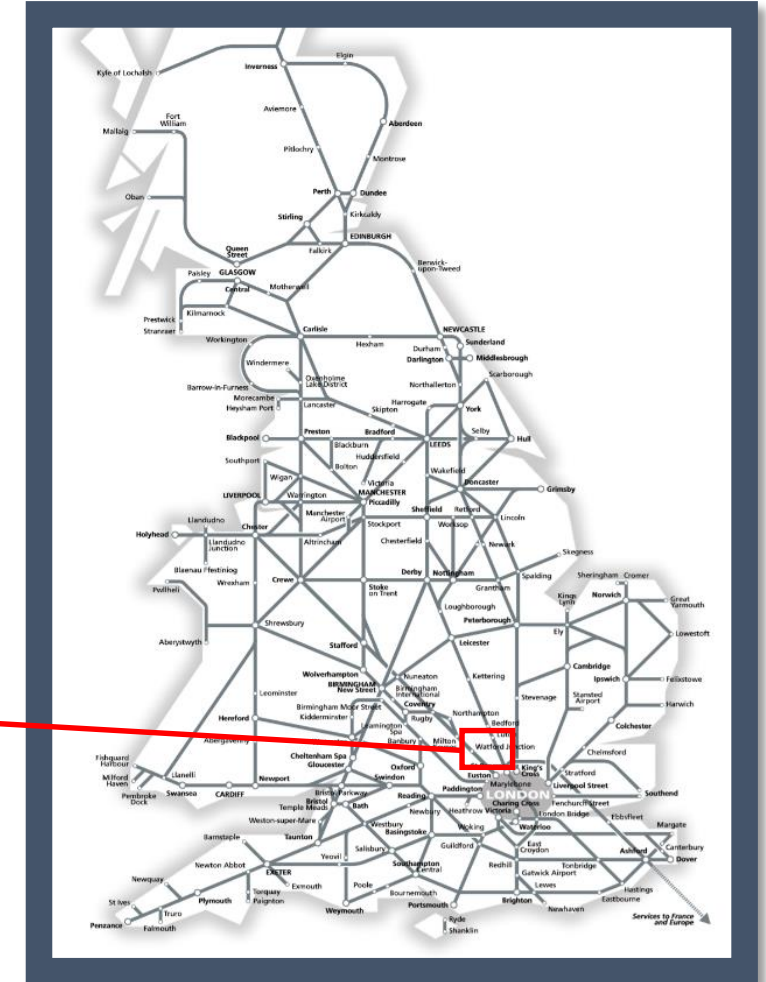 Elgin
Kyle of Lochalsh
Inverness
Aviemore
Fort
William
Mallaig
Aberdeen
Pitlochry
Montrose
Perth
Dundee
Oban
Stirling
Kirkcaldy
EDINBURGH
Falkirk
Queen
Street
GLASGOW
Central
Paisley
Motherwell
Berwick-
upon-Tweed
Prestwick
Kilmarnock
Stranraer
Carlisle
NEWCASTLE
Workington
Hexham
Durham
Sunderland
Darlington
Middlesbrough
Windermere
Scarborough
Oxenholme
Lake District
Northallerton
Barrow-in-Furness
Morecambe
Heysham Port
Lancaster
Skipton
Harrogate
York
Blackpool
Preston
Bradford
LEEDS
Selby
Hull
Blackburn
Huddersfield
Southport
Bolton
Wakefield
Wigan
Victoria
MANCHESTER
Piccadilly
Doncaster
Grimsby
LIVERPOOL
Warrington
Manchester
Airport
Stockport
Sheffield
Retford
Worksop
Lincoln
Llandudno
Chester
Holyhead
Llandudno
Junction
Altrincham
Chesterfield
Newark
Skegness
Blaenau Ffestiniog
Wrexham
Crewe
Stoke
on Trent
Derby
Nottingham
Grantham
Spalding
Sheringham
Cromer
Pwllheli
Kings
Lynn
Norwich
Great
Yarmouth
Loughborough
Peterborough
Shrewsbury
Aberystwyth
Stafford
Leicester
Ely
Lowestoft
Wolverhampton
BIRMINGHAM
New Street
Nuneaton
Birmingham
International
Kettering
Cambridge
Ipswich
Felixstowe
Leominster
Birmingham Moor Street
Kidderminster
Coventry
Rugby
Northampton
Stevenage
Stansted
Airport
Harwich
Hereford
Leamington
Spa
Bedford
Colchester
Abergavenny
Banbury
Milton
Luton
Watford Junction
Chelmsford
Fishguard
Harbour
Cheltenham Spa
Gloucester
Oxford
Euston
King's
Cross
Stratford
Milford
Haven
Llanelli
Newport
Swindon
Marylebone
Liverpool Street
Pembroke
Dock
Swansea
CARDIFF
Bristol Parkway
Reading
Paddington
LONDON
Southend
Bristol
Temple Meads
Bath
Newbury
Heathrow
Victoria
Charing Cross
Fenchurch Street
London Bridge
Ebbsfleet
Weston-super-Mare
Westbury
Basingstoke
Woking
Waterloo
Margate
Barnstaple
Taunton
Salisbury
Guildford
East
Croydon
Canterbury
Yeovil
Redhill
Tonbridge
Ashford
Dover
Newton Abbot
EXETER
Southampton
Central
Gatwick Airport
Newquay
Exmouth
Poole
Bournemouth
Lewes
Hastings
Eastbourne
St Ives
Plymouth
Torquay
Paignton
Weymouth
Portsmouth
Brighton
Newhaven
Truro
Penzance
Falmouth
Ryde
Shanklin
Services to France
and Europe